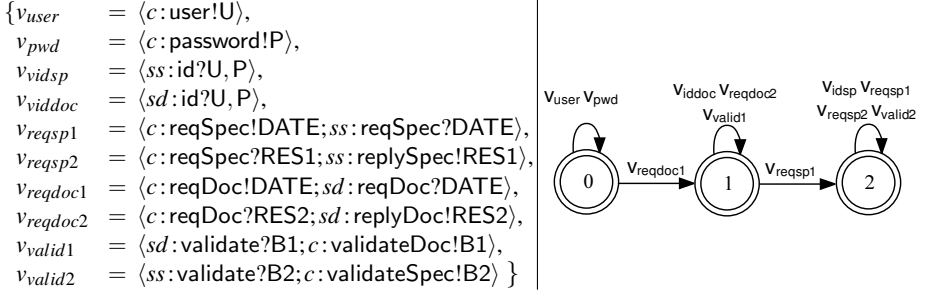 {v_user = ⟨c:user!U⟩,
v_pwd = ⟨c:password!P⟩,
v_vidsp = ⟨ss:id?U,P⟩,
v_viddoc = ⟨sd:id?U,P⟩,
v_reqsp1 = ⟨c:reqSpec!DATE;ss:reqSpec?DATE⟩,
v_reqsp2 = ⟨c:reqSpec?RES1;ss:replySpec!RES1⟩,
v_reqdoc1 = ⟨c:reqDoc!DATE;sd:reqDoc?DATE⟩,
v_reqdoc2 = ⟨c:reqDoc?RES2;sd:replyDoc!RES2⟩,
v_valid1 = ⟨sd:validate?B1;c:validateDoc!B1⟩,
v_valid2 = ⟨ss:validate?B2;c:validateSpec!B2⟩ }
v_user v_pwd
v_iddoc v_reqdoc2
v_valid1
v_idsp v_reqsp1
v_reqsp2 v_valid2
0 v_reqdoc1 1 v_reqsp1 2